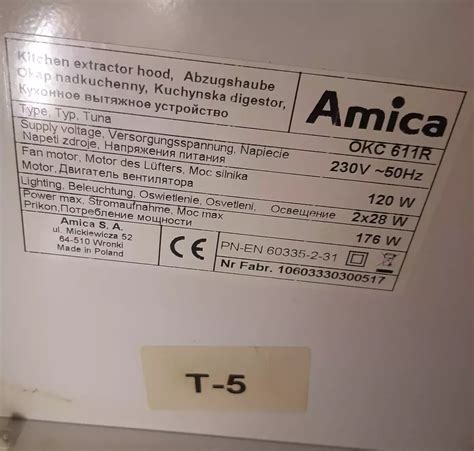 Kitchen extractor hood, Abzugshaube
Okap nadkuchenny, Kuchynska digestor,
Кухонное вытяжное устройство
Amica
Type, Typ, Tuna
OKC 611R
Supply voltage, Versorgungsspannung, Napiecie
Napeti zdroje, Напряжения питания
230V ~50Hz
Fan motor, Motor des Lüfters, Moc silnika
Motor, Двигатель вентилятора
120 W
Lighting, Beleuchtung, Oswietlenie, Osvetleni, Освещение
2x28 W
Power max, Stromaufnahme, Moc max
Prikon, Потребление мощности
176 W
Amica S. A.
ul. Mickiewicza 52
64-510 Wronki
Made in Poland
CE
PN-EN 60335-2-31
Nr Fabr. 10603330300517
T-5